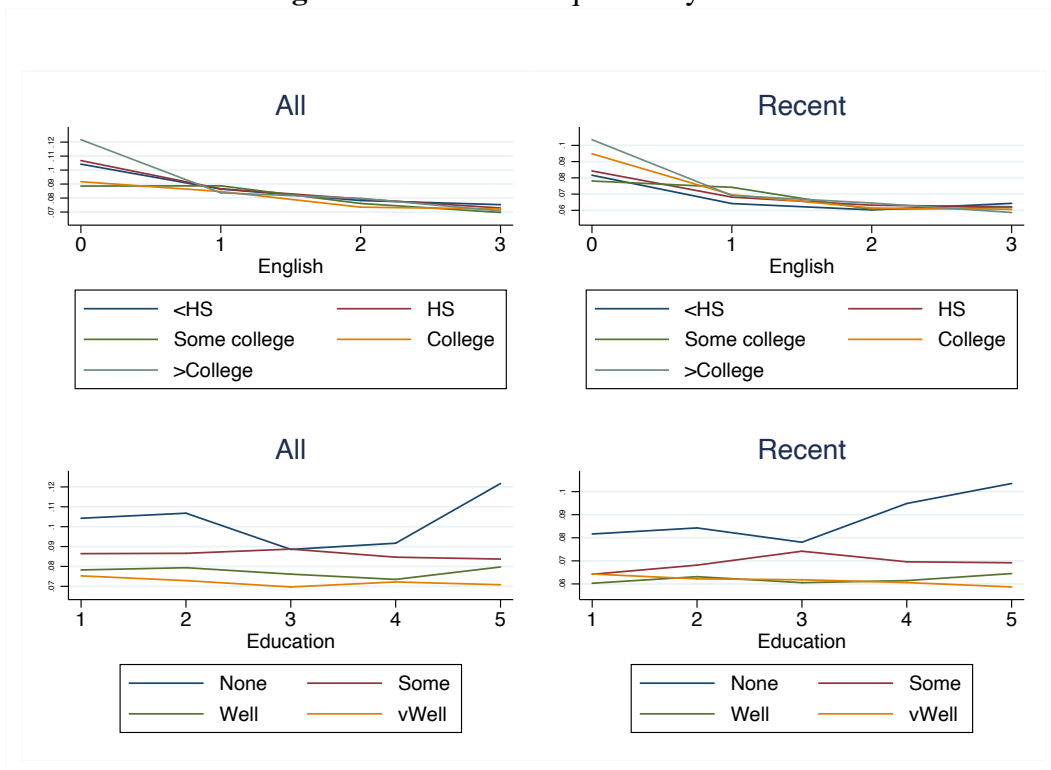 All
.07 .08 .09 .1 .11 .12
0 1 2 3
English
<HS HS
Some college College
>College
Recent
.06 .07 .08 .09 .1
0 1 2 3
English
<HS HS
Some college College
>College
All
.07 .08 .09 .1 .11 .12
1 2 3 4 5
Education
None Some
Well vWell
Recent
.06 .07 .08 .09 .1
1 2 3 4 5
Education
None Some
Well vWell